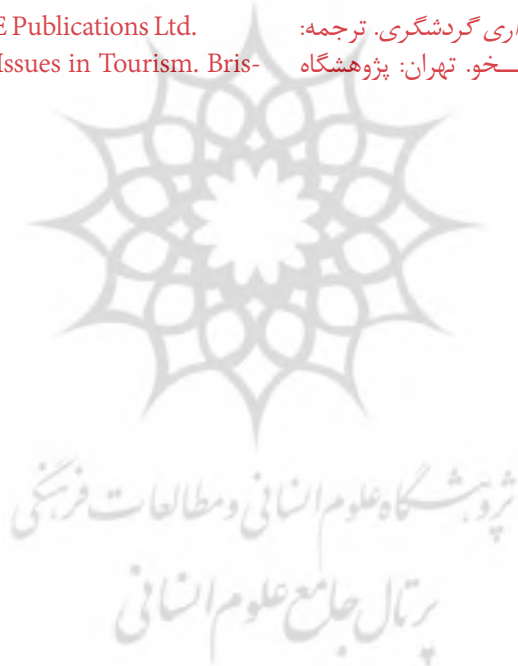 E Publications Ltd.
Issues in Tourism. Bris-
اری گردشگری. ترجمه:
ـخو. تهران: پژوهشگاه
پژوهشگاه علوم انسانی و مطالعات فرهنگی
پرتال جامع علوم انسانی